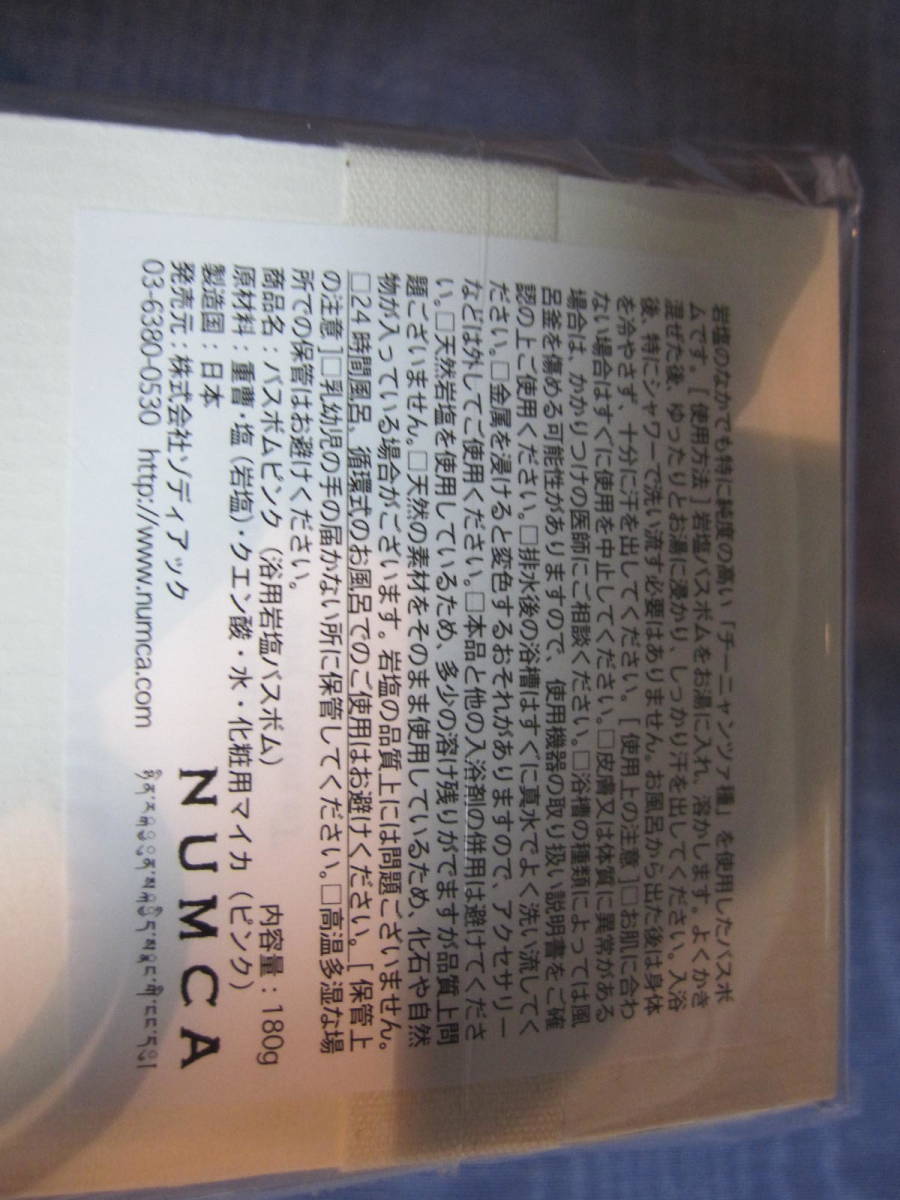 岩塩のなかでも特に純度の高い「チーニャンツァ種」を使用したバスボ
ムです。[使用方法]岩塩バスボムをお湯に入れ、溶かします。よくかき
混ぜた後、ゆったりとお湯に浸かり、しっかり汗を出してください。入浴
後、特にシャワーで洗い流す必要はありません。お風呂から出た後は身体
を冷やさず、十分に汗を出してください。[使用上の注意]□お肌に合わ
ない場合はすぐに使用を中止してください。□皮膚又は体質に異常がある
場合は、かかりつけの医師にご相談ください。□浴槽の種類によっては風
呂釜を傷める可能性がありますので、使用機器の取り扱い説明書をご確
認の上ご使用ください。□排水後の浴槽はすぐに真水でよく洗い流してく
ださい。□金属を浸けると変色するおそれがありますので、アクセサリー
などは外してご使用ください。□本品と他の入浴剤の併用は避けてくださ
い。□天然岩塩を使用しているため、多少の溶け残りがでますが品質上問
題ございません。□天然の素材をそのまま使用しているため、化石や自然
物が入っている場合がございます。岩塩の品質上には問題ございません。
□24時間風呂、循環式のお風呂でのご使用はお避けください。[保管上
の注意]□乳幼児の手の届かない所に保管してください。□高温多湿な場
所での保管はお避けください。
商品名：バスボムピンク（浴用岩塩バスボム）　内容量：180g
原材料：重曹・塩（岩塩）・クエン酸・水・化粧用マイカ（ピンク）
製造国：日本
発売元：株式会社ゾディアック
03-6380-0530　http://www.numca.com
NUMCA